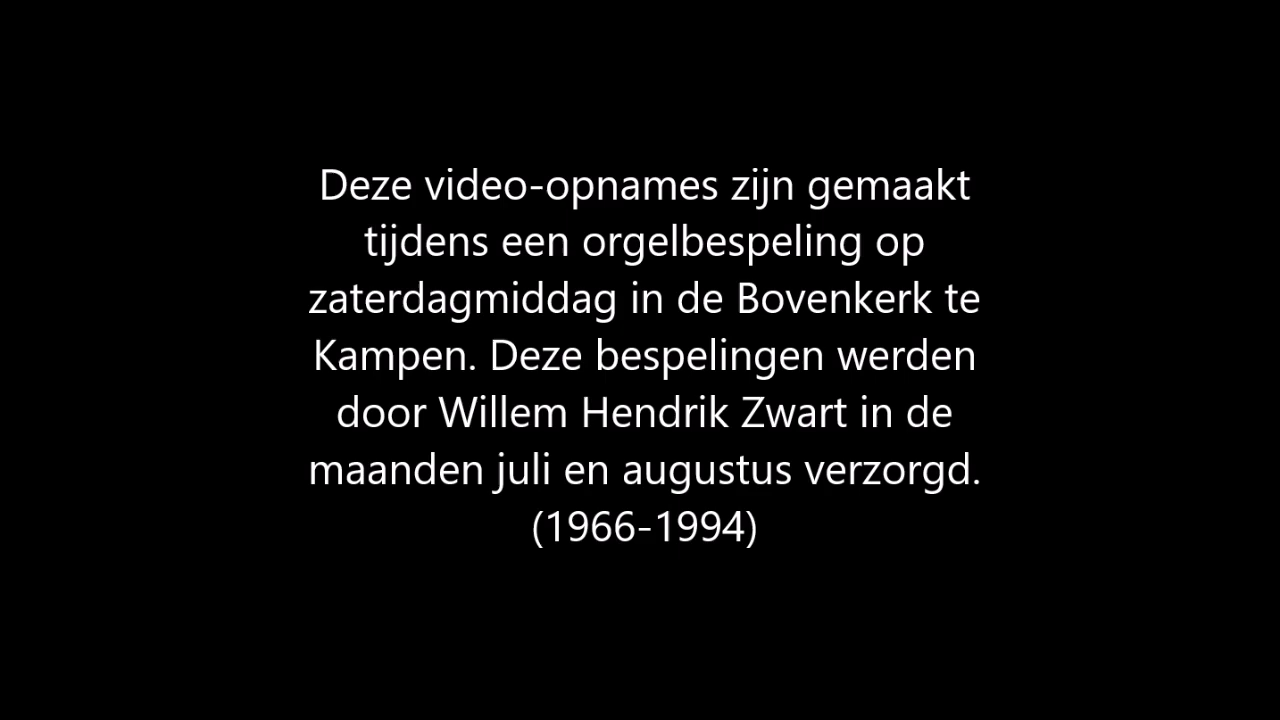 Deze video-opnames zijn gemaakt
tijdens een orgelbespeling op
zaterdagmiddag in de Bovenkerk te
Kampen. Deze bespelingen werden
door Willem Hendrik Zwart in de
maanden juli en augustus verzorgd.
(1966-1994)